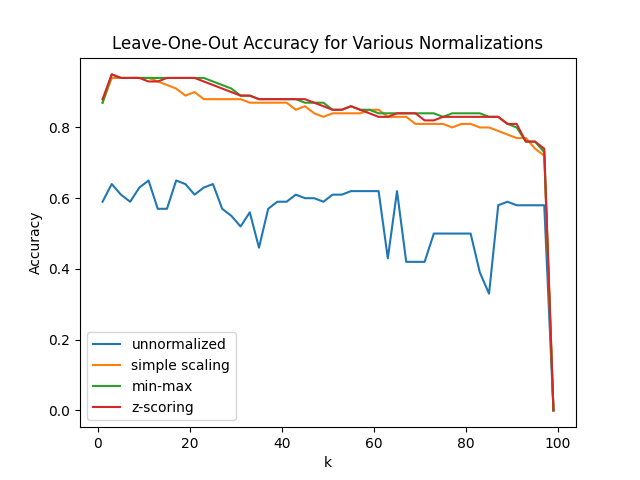 Leave-One-Out Accuracy for Various Normalizations
Accuracy
0.8
0.6
0.4
0.2
0.0
unnormalized
simple scaling
min-max
z-scoring
0 20 40 60 80 100
k